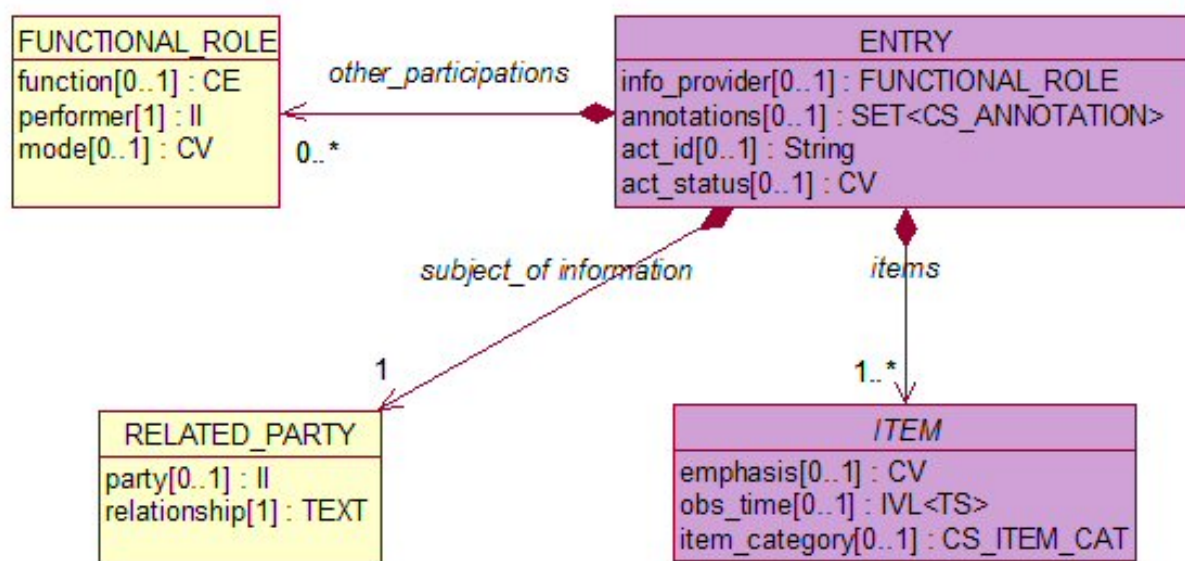 FUNCTIONAL_ROLE
function[0..1] : CE
performer[1] : II
mode[0..1] : CV
other_participations
0..*
ENTRY
info_provider[0..1] : FUNCTIONAL_ROLE
annotations[0..1] : SET<CS_ANNOTATION>
act_id[0..1] : String
act_status[0..1] : CV
subject_of information
items
1
1..*
RELATED_PARTY
party[0..1] : II
relationship[1] : TEXT
ITEM
emphasis[0..1] : CV
obs_time[0..1] : IVL<TS>
item_category[0..1] : CS_ITEM_CAT